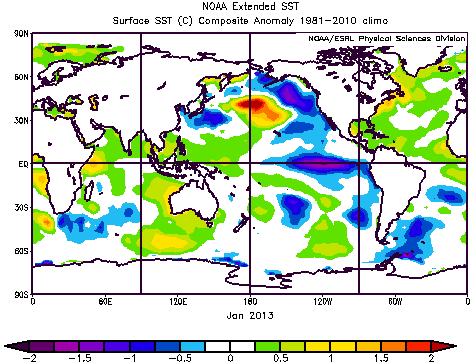 NOAA Extended SST
Surface SST (C) Composite Anomaly 1981-2010 climo
NOAA/ESRL Physical Sciences Division
90N
60N
30N
EQ
30S
60S
90S
0 60E 120E 180 120W 60W 0
Jan 2013
-2 -1.5 -1 -0.5 0 0.5 1 1.5 2